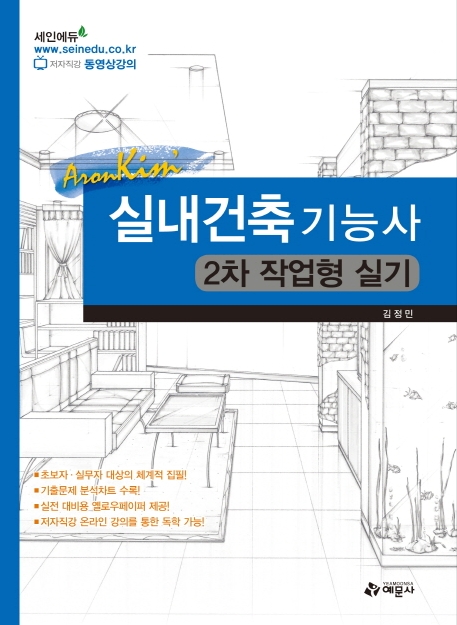 세인에듀
www.seinedu.co.kr
저자직강 동영상강의
AronKim'
실내건축기능사
2차 작업형 실기
김정민
■ 초보자 · 실무자 대상의 체계적 집필!
■ 기출문제 분석차트 수록!
■ 실전 대비용 옐로우페이퍼 제공!
■ 저자직강 온라인 강의를 통한 독학 가능!
YEAMOONSA
예문사